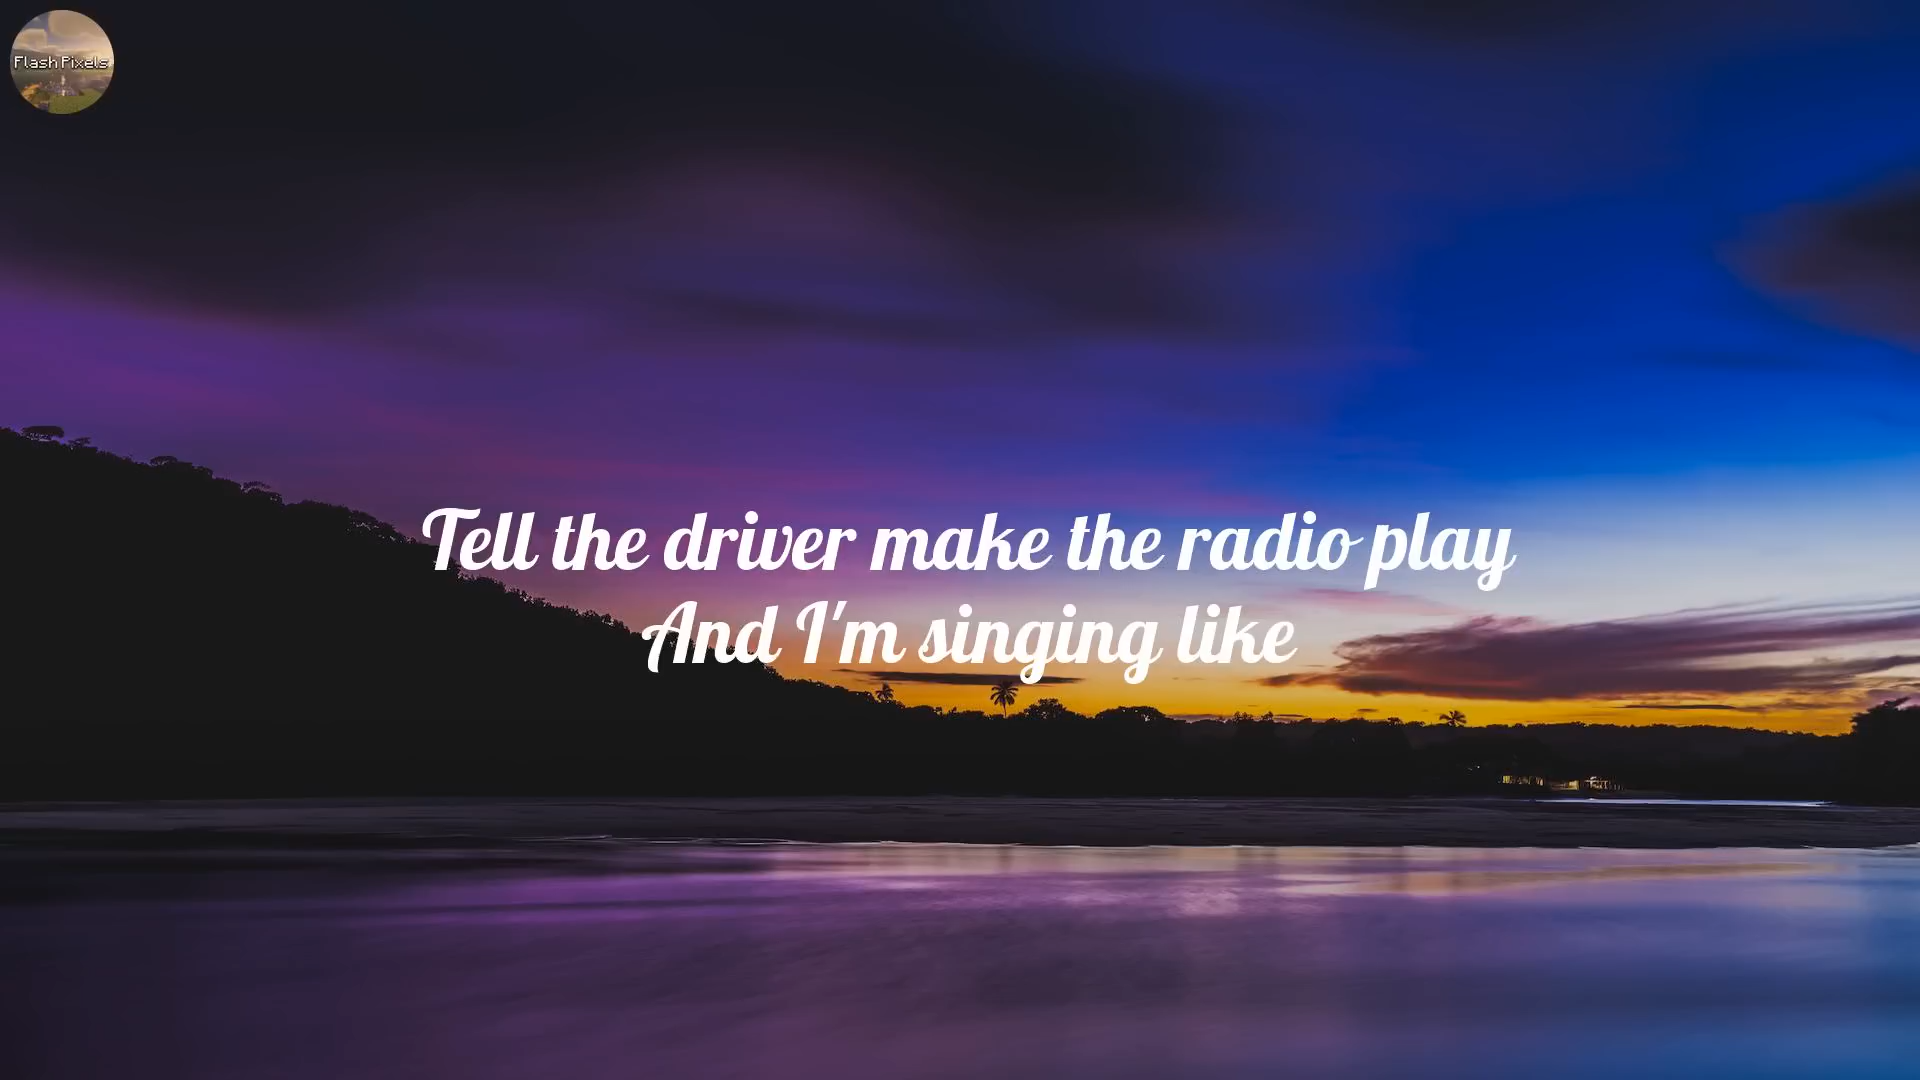 Flash Pixels
Tell the driver make the radio play
And I'm singing like